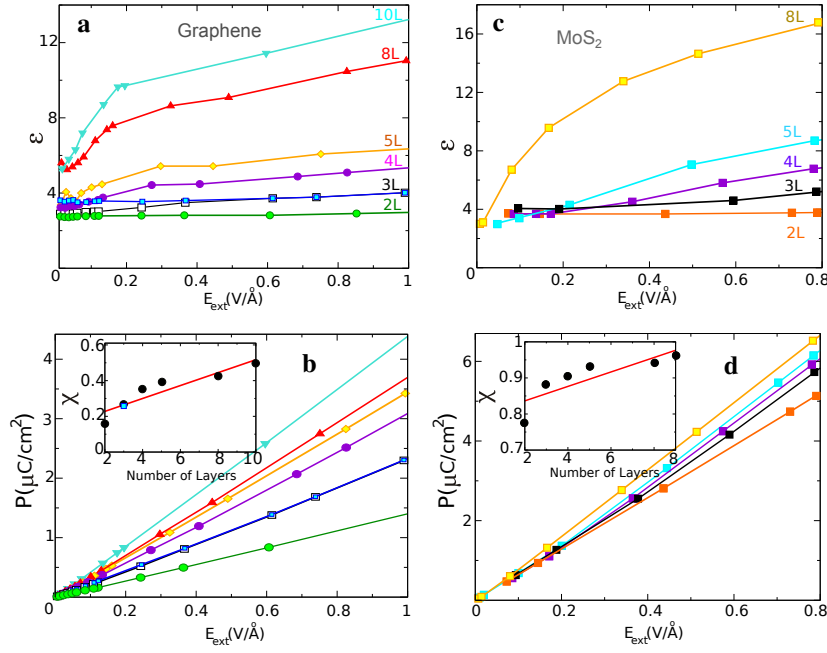 a
Graphene
10L
8L
5L
4L
3L
2L
12
8
4
0
ε
0
0.2
0.4
0.6
0.8
1
E_ext(V/Å)
c
MoS2
8L
5L
4L
3L
2L
16
12
8
4
0
ε
0
0.2
0.4
0.6
0.8
E_ext(V/Å)
b
4
3
2
1
0
P(μC/cm²)
0
0.2
0.4
0.6
0.8
1
E_ext(V/Å)
0.6
0.4
0.2
0
χ
2
4
6
8
10
Number of Layers
d
6
4
2
0
P(μC/cm²)
0
0.2
0.4
0.6
0.8
E_ext(V/Å)
1
0.9
0.8
0.7
χ
2
4
6
8
Number of Layers